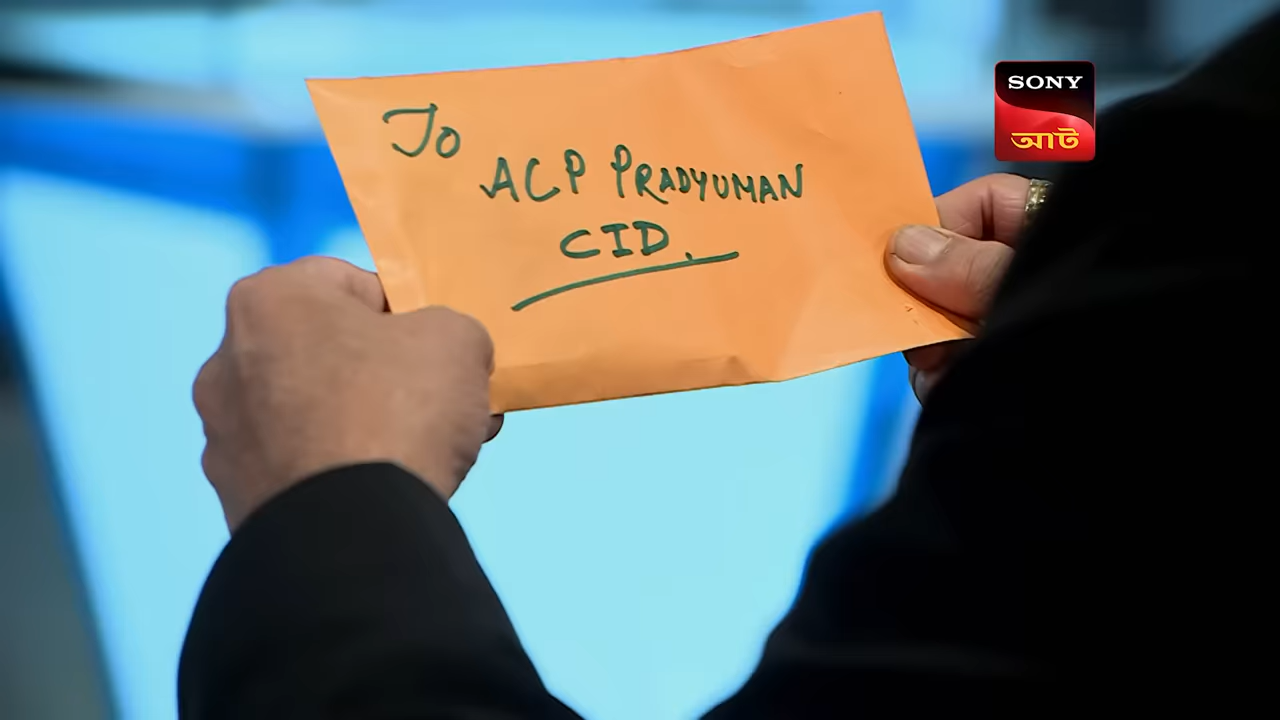 To
ACP PRADYUMAN
CID.
SONY
আট